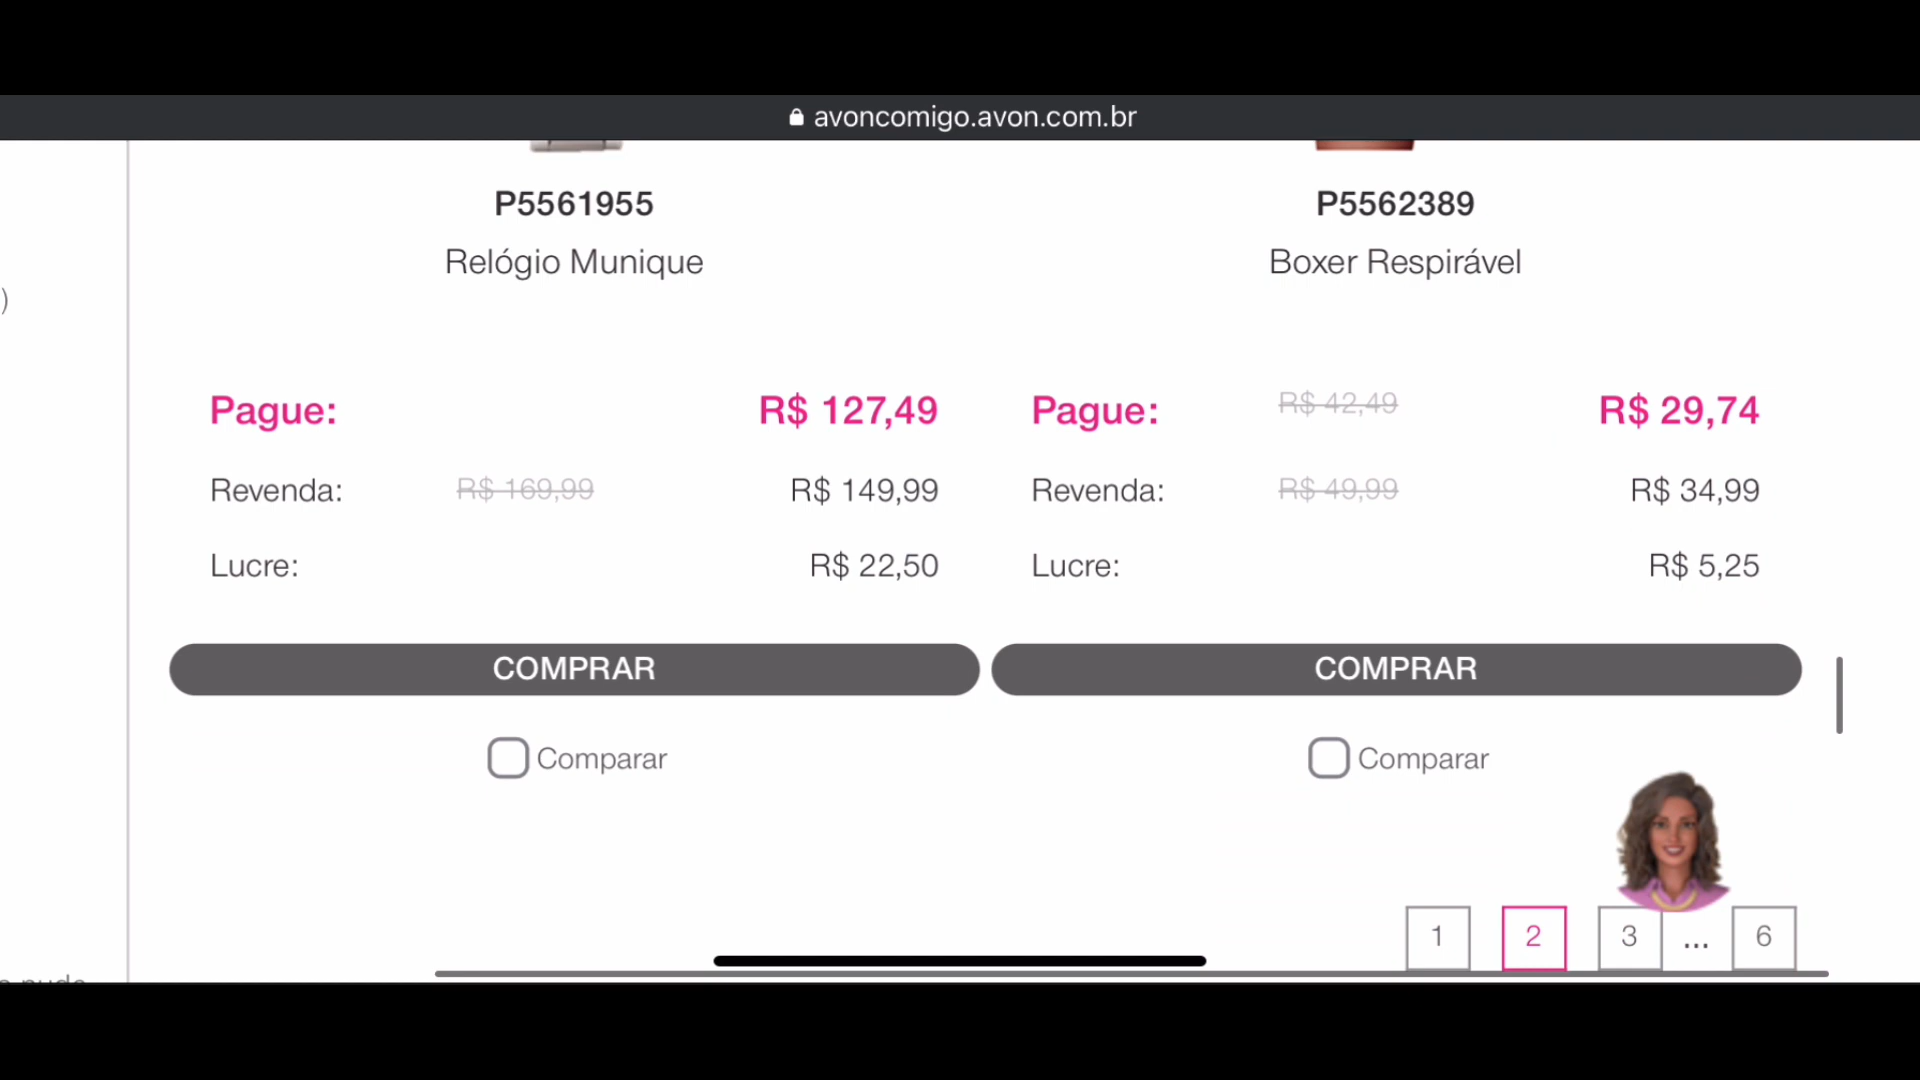 avoncomigo.avon.com.br
P5561955
Relógio Munique
Pague: R$ 127,49
Revenda: R$ 169,99 R$ 149,99
Lucre: R$ 22,50
COMPRAR
Comparar
P5562389
Boxer Respirável
Pague: R$ 42,49 R$ 29,74
Revenda: R$ 49,99 R$ 34,99
Lucre: R$ 5,25
COMPRAR
Comparar
)
1 2 3 ... 6